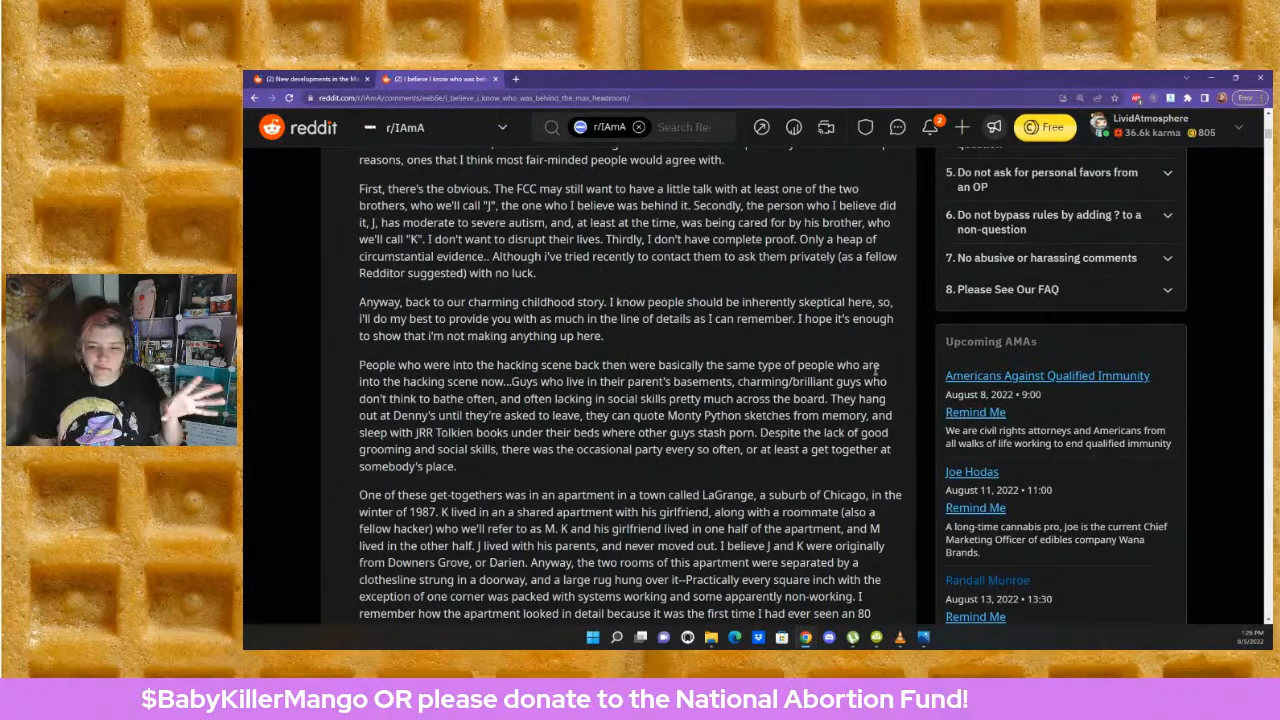 (2) New developments in the M
(2) I believe I know who was beh
reddit.com/r/IAmA/comments/eeb6e/i_believe_i_know_who_was_behind_the_max_headroom/
Error
reddit
r/IAmA
r/IAmA
Search Re
2
Free
LividAtmosphere
36.6k karma
805
reasons, ones that I think most fair-minded people would agree with.
First, there's the obvious. The FCC may still want to have a little talk with at least one of the two
brothers, who we'll call "J", the one who I believe was behind it. Secondly, the person who I believe did
it, J, has moderate to severe autism, and, at least at the time, was being cared for by his brother, who
we'll call "K". I don't want to disrupt their lives. Thirdly, I don't have complete proof. Only a heap of
circumstantial evidence.. Although i've tried recently to contact them to ask them privately (as a fellow
Redditor suggested) with no luck.
Anyway, back to our charming childhood story. I know people should be inherently skeptical here, so,
i'll do my best to provide you with as much in the line of details as I can remember. I hope it's enough
to show that i'm not making anything up here.
People who were into the hacking scene back then were basically the same type of people who are
into the hacking scene now...Guys who live in their parent's basements, charming/brilliant guys who
don't think to bathe often, and often lacking in social skills pretty much across the board. They hang
out at Denny's until they're asked to leave, they can quote Monty Python sketches from memory, and
sleep with JRR Tolkien books under their beds where other guys stash porn. Despite the lack of good
grooming and social skills, there was the occasional party every so often, or at least a get together at
somebody's place.
One of these get-togethers was in an apartment in a town called LaGrange, a suburb of Chicago, in the
winter of 1987. K lived in an a shared apartment with his girlfriend, along with a roommate (also a
fellow hacker) who we'll refer to as M. K and his girlfriend lived in one half of the apartment, and M
lived in the other half. J lived with his parents, and never moved out. I believe J and K were originally
from Downers Grove, or Darien. Anyway, the two rooms of this apartment were separated by a
clothesline strung in a doorway, and a large rug hung over it--Practically every square inch with the
exception of one corner was packed with systems working and some apparently non-working. I
remember how the apartment looked in detail because it was the first time I had ever seen an 80
question
5. Do not ask for personal favors from
an OP
6. Do not bypass rules by adding ? to a
non-question
7. No abusive or harassing comments
8. Please See Our FAQ
Upcoming AMAs
Americans Against Qualified Immunity
August 8, 2022 • 9:00
Remind Me
We are civil rights attorneys and Americans from
all walks of life working to end qualified immunity
Joe Hodas
August 11, 2022 • 11:00
Remind Me
A long-time cannabis pro, Joe is the current Chief
Marketing Officer of edibles company Wana
Brands.
Randall Munroe
August 13, 2022 • 13:30
Remind Me
1:26 PM
8/5/2022
$BabyKillerMango OR please donate to the National Abortion Fund!